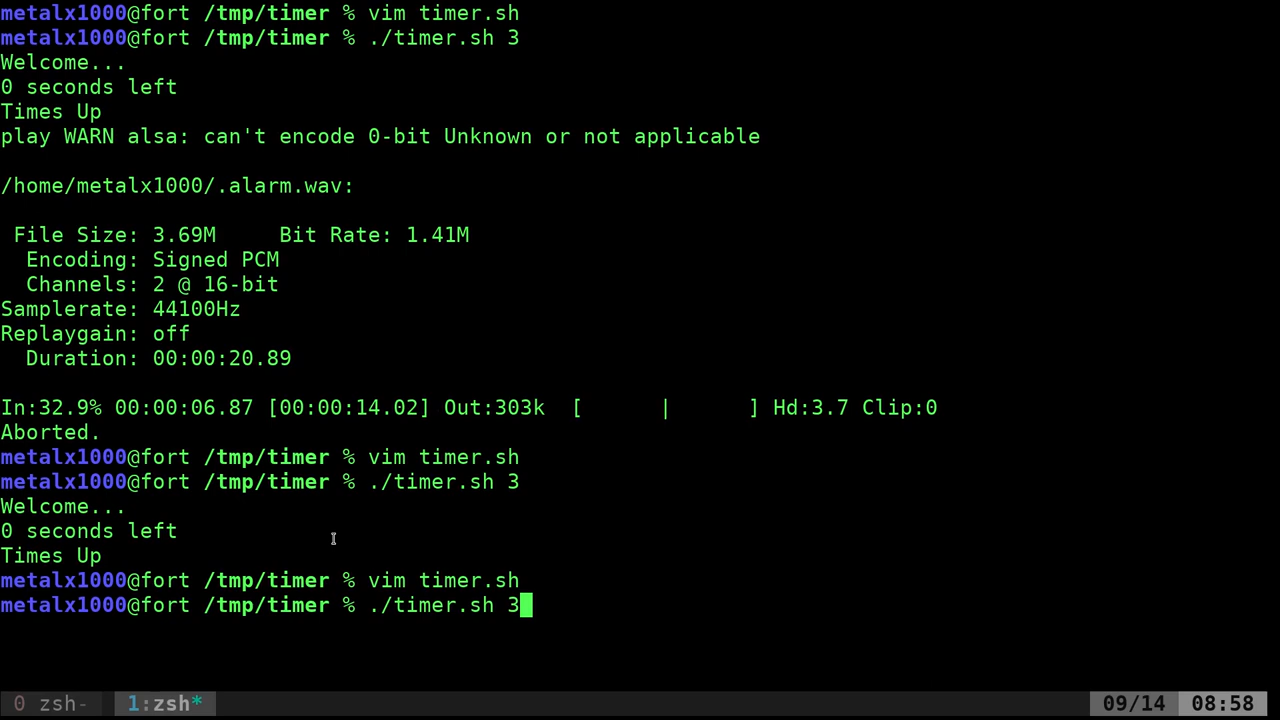 metalx1000@fort /tmp/timer % vim timer.sh
metalx1000@fort /tmp/timer % ./timer.sh 3
Welcome...
0 seconds left
Times Up
play WARN alsa: can't encode 0-bit Unknown or not applicable
/home/metalx1000/.alarm.wav:
File Size: 3.69M     Bit Rate: 1.41M
Encoding: Signed PCM
Channels: 2 @ 16-bit
Samplerate: 44100Hz
Replaygain: off
Duration: 00:00:20.89
In:32.9% 00:00:06.87 [00:00:14.02] Out:303k  [      |      ] Hd:3.7 Clip:0
Aborted.
metalx1000@fort /tmp/timer % vim timer.sh
metalx1000@fort /tmp/timer % ./timer.sh 3
Welcome...
0 seconds left
Times Up
metalx1000@fort /tmp/timer % vim timer.sh
metalx1000@fort /tmp/timer % ./timer.sh 3
0 zsh-  1:zsh*  09/14  08:58